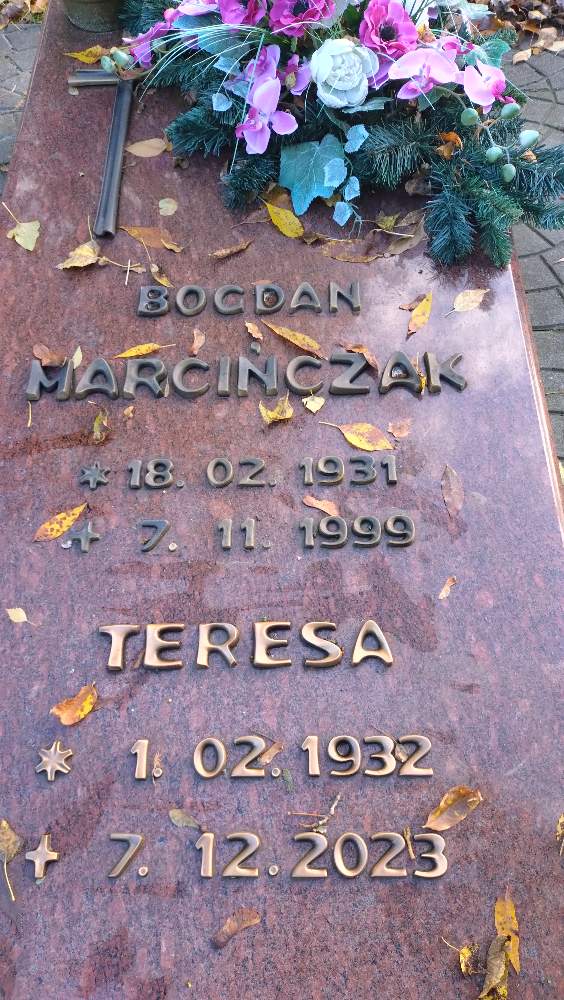 BOGDAN
MARCIŃCZAK
* 18. 02. 1931
+ 7. 11. 1999
TERESA
* 1. 02. 1932
+ 7. 12. 2023